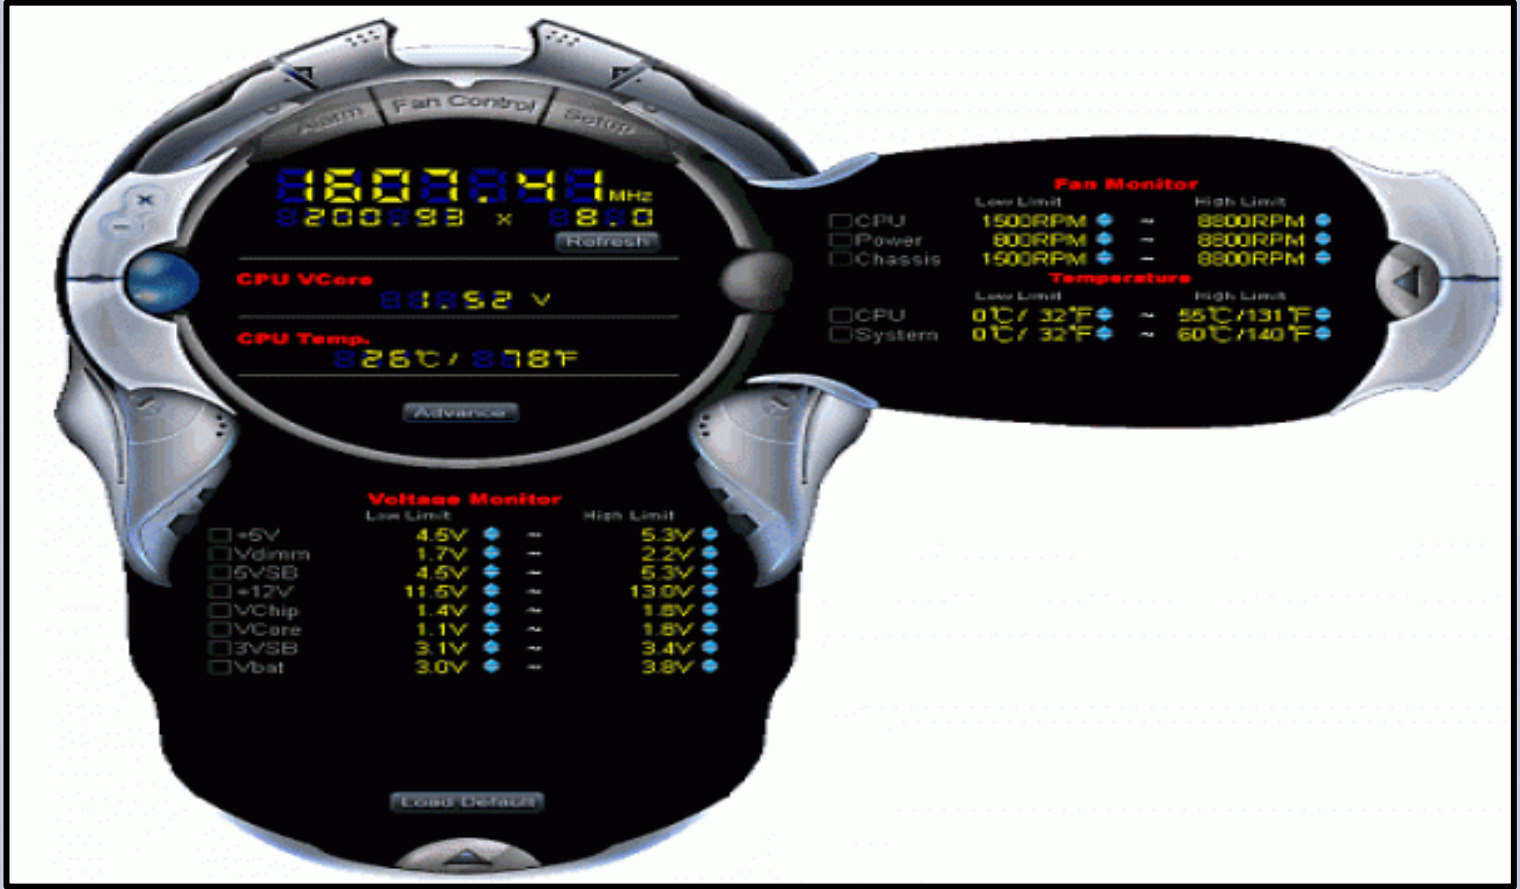 Alarm Fan Control Setup
1607.41 MHz
200.93 x 8.0
Refresh
CPU VCore
1.52 V
CPU Temp.
26℃/ 78℉
Advance
Fan Monitor
Low Limit High Limit
CPU 1500RPM ~ 8800RPM
Power 800RPM ~ 8800RPM
Chassis 1500RPM ~ 8800RPM
Temperature
Low Limit High Limit
CPU 0℃/ 32℉ ~ 55℃/131℉
System 0℃/ 32℉ ~ 60℃/140℉
Voltage Monitor
Low Limit High Limit
+5V 4.5V ~ 5.3V
Vdimm 1.7V ~ 2.2V
5VSB 4.5V ~ 5.3V
+12V 11.5V ~ 13.0V
VChip 1.4V ~ 1.8V
VCore 1.1V ~ 1.8V
3VSB 3.1V ~ 3.4V
Vbat 3.0V ~ 3.8V
Load Default